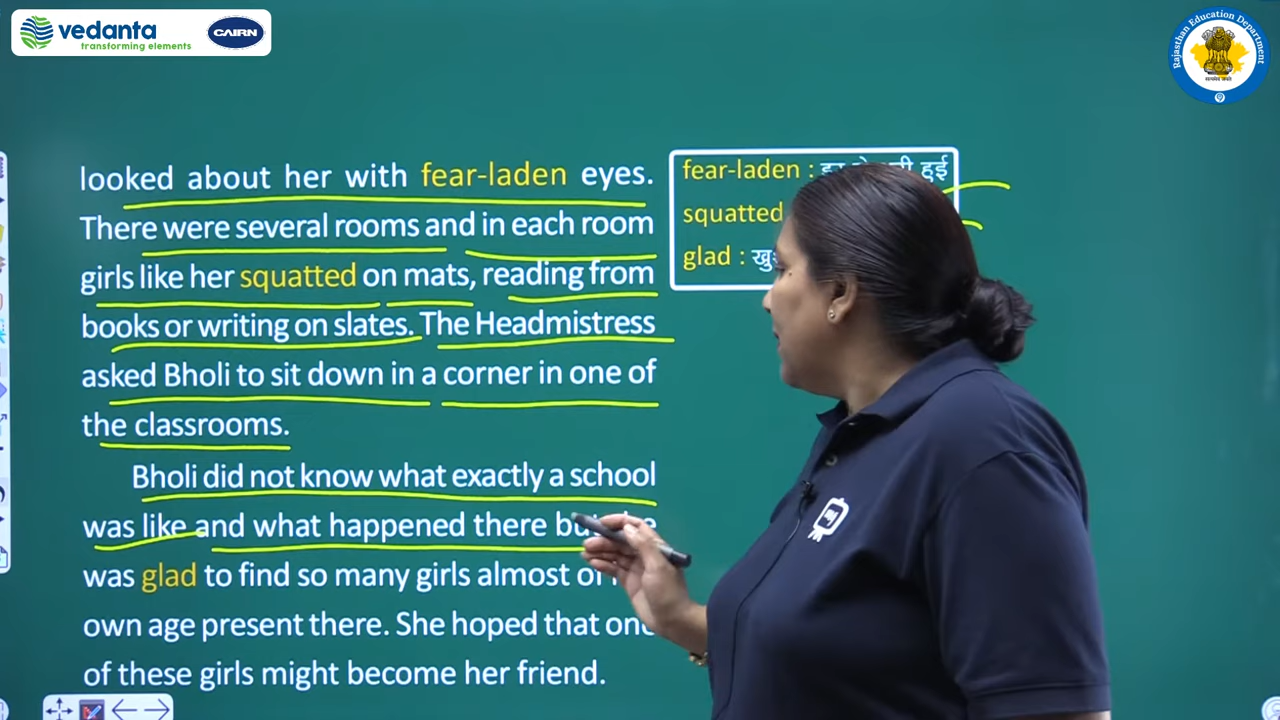 vedanta
transforming elements
CAIRN
Rajasthan Education Department
looked about her with fear-laden eyes.
There were several rooms and in each room
girls like her squatted on mats, reading from
books or writing on slates. The Headmistress
asked Bholi to sit down in a corner in one of
the classrooms.
Bholi did not know what exactly a school
was like and what happened there
was glad to find so many girls almost
own age present there. She hoped that one
of these girls might become her friend.
fear-laden : हुई
squatted
glad :